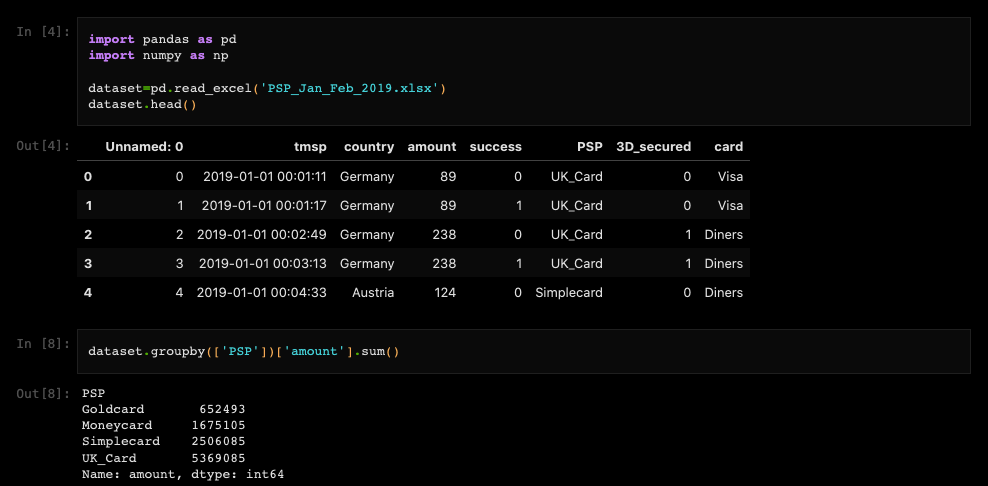 In [4]:
import pandas as pd
import numpy as np
dataset=pd.read_excel('PSP_Jan_Feb_2019.xlsx')
dataset.head()
Out[4]:
Unnamed: 0 tmsp country amount success PSP 3D_secured card
0 0 2019-01-01 00:01:11 Germany 89 0 UK_Card 0 Visa
1 1 2019-01-01 00:01:17 Germany 89 1 UK_Card 0 Visa
2 2 2019-01-01 00:02:49 Germany 238 0 UK_Card 1 Diners
3 3 2019-01-01 00:03:13 Germany 238 1 UK_Card 1 Diners
4 4 2019-01-01 00:04:33 Austria 124 0 Simplecard 0 Diners
In [8]:
dataset.groupby(['PSP'])['amount'].sum()
Out[8]:
PSP
Goldcard 652493
Moneycard 1675105
Simplecard 2506085
UK_Card 5369085
Name: amount, dtype: int64